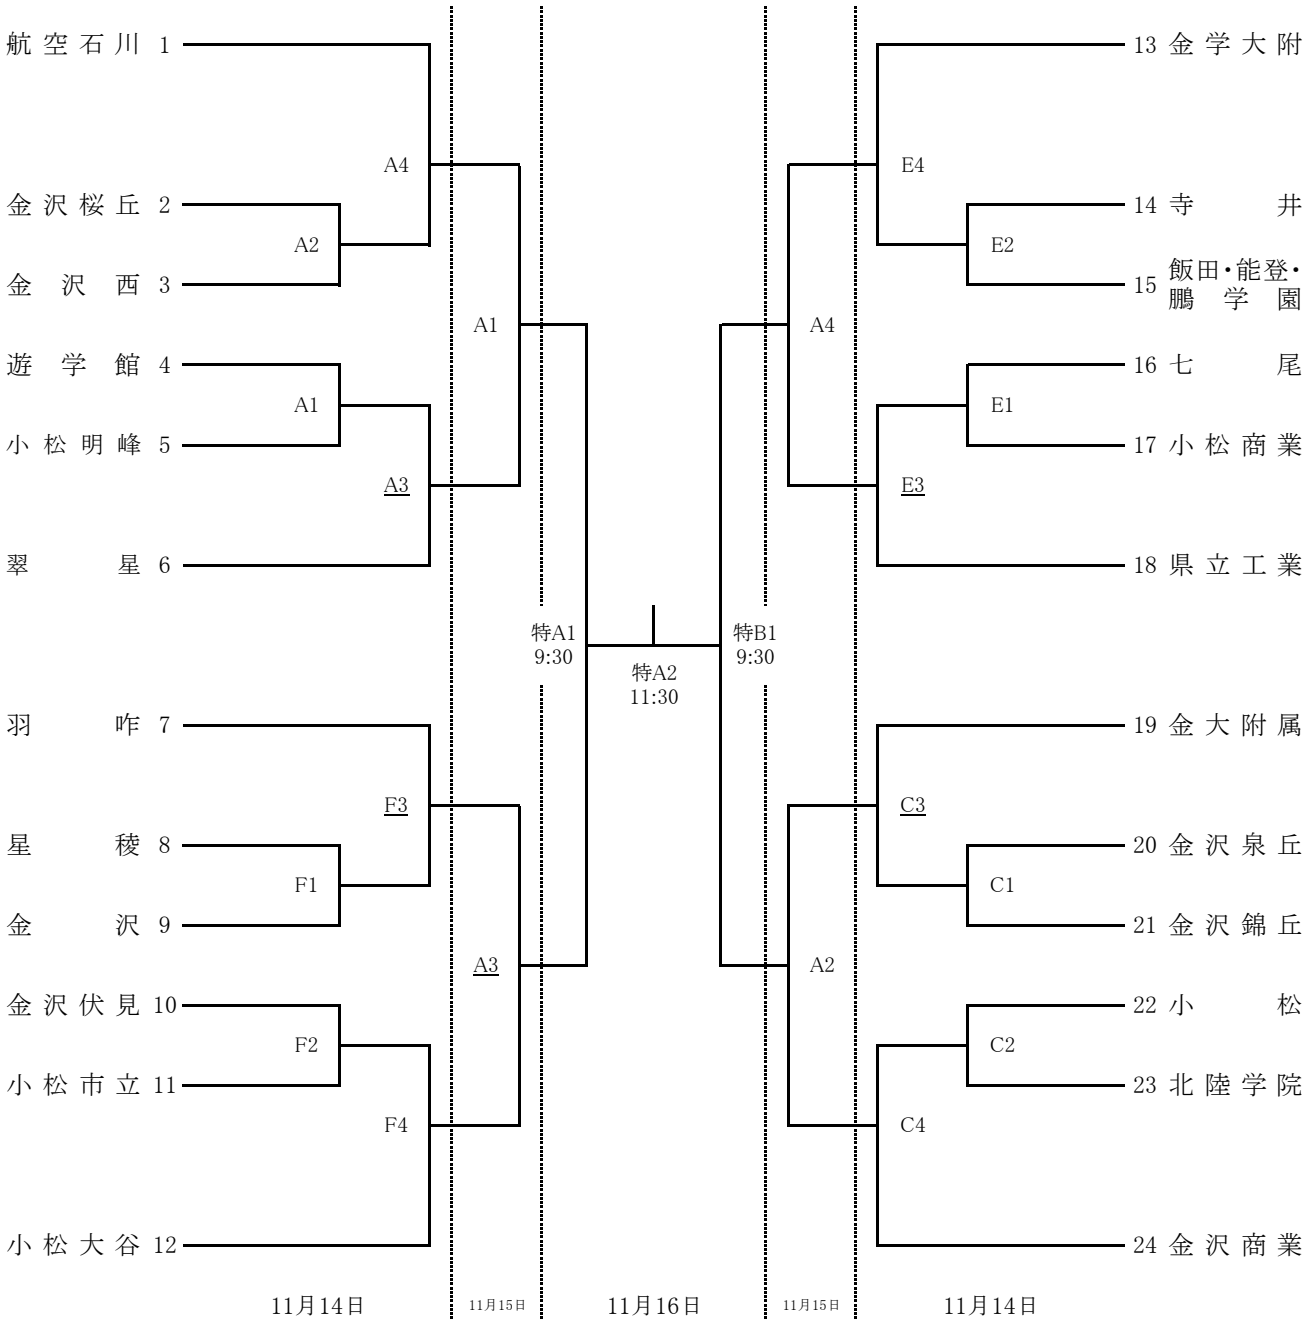 航空石川 1
13 金学大附
A4
E4
金沢桜丘 2
14 寺井
A2
E2
金沢西 3
15 飯田・能登・
鵬学園
A1
A4
遊学館 4
16 七尾
A1
E1
小松明峰 5
17 小松商業
A3
E3
翠星 6
18 県立工業
特A1
9:30
特B1
9:30
特A2
11:30
羽咋 7
19 金大附属
F3
C3
星稜 8
20 金沢泉丘
F1
C1
金沢 9
21 金沢錦丘
A3
A2
金沢伏見 10
22 小松
F2
C2
小松市立 11
23 北陸学院
F4
C4
小松大谷 12
24 金沢商業
11月14日
11月15日
11月16日
11月15日
11月14日